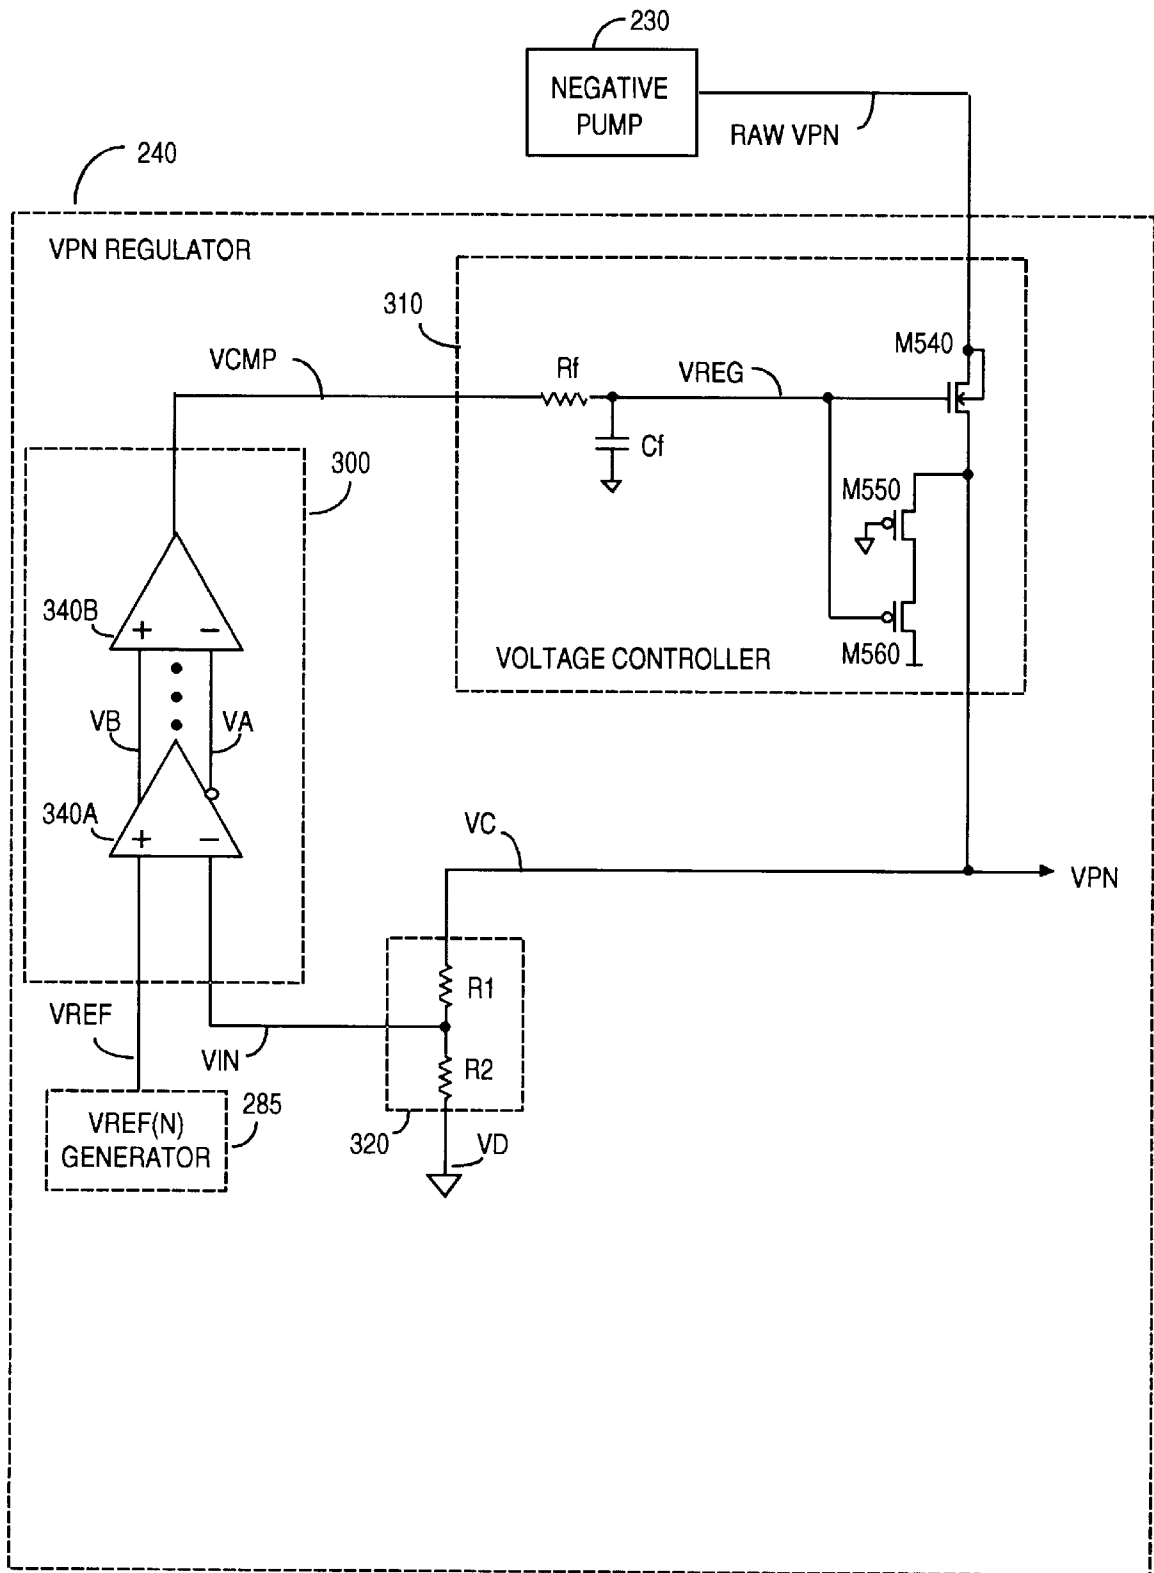 230
NEGATIVE
PUMP
RAW VPN
240
VPN REGULATOR
310
M540
VCMP
Rf
VREG
Cf
300
M550
340B
+ −
M560
VOLTAGE CONTROLLER
VB
VA
340A
+ −
VC
VPN
R1
VREF
VIN
R2
285
VREF(N)
GENERATOR
320
VD